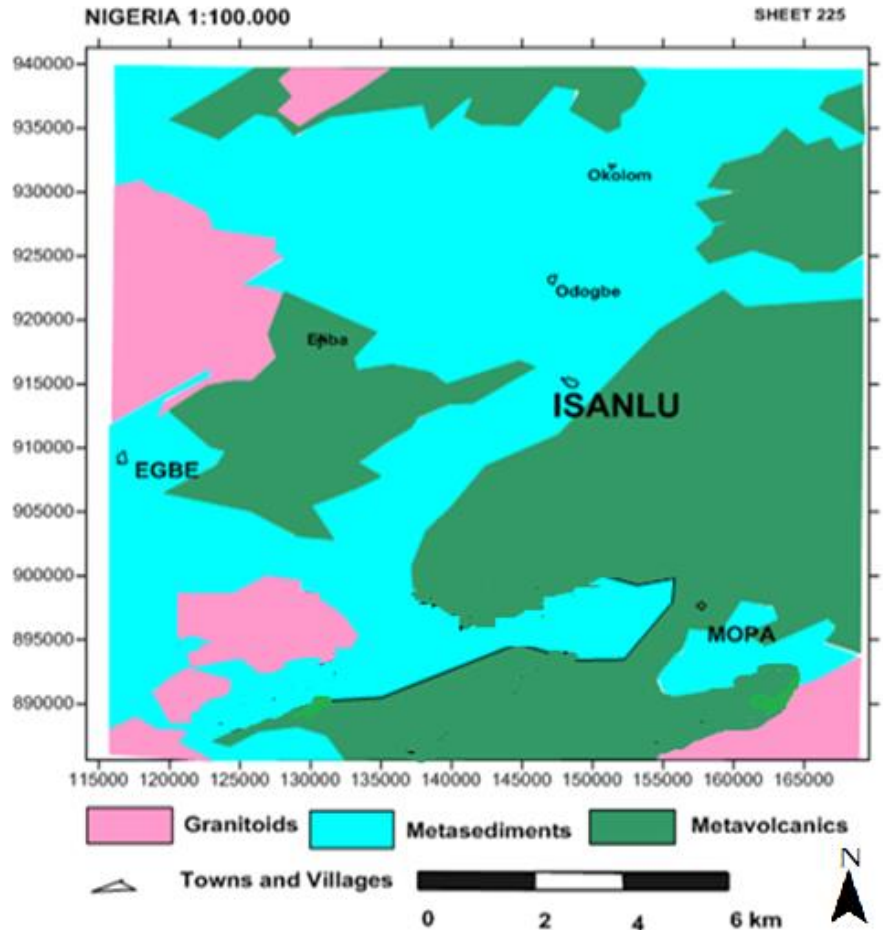 NIGERIA 1:100.000 SHEET 225
940000
935000
930000
925000
920000
915000
910000
905000
900000
895000
890000
Okolom
Odogbe
ISANLU
EGBE
MOPA
115000 120000 125000 130000 135000 140000 145000 150000 155000 160000 165000
Granitoids Metasediments Metavolcanics
N
Towns and Villages
0 2 4 6 km